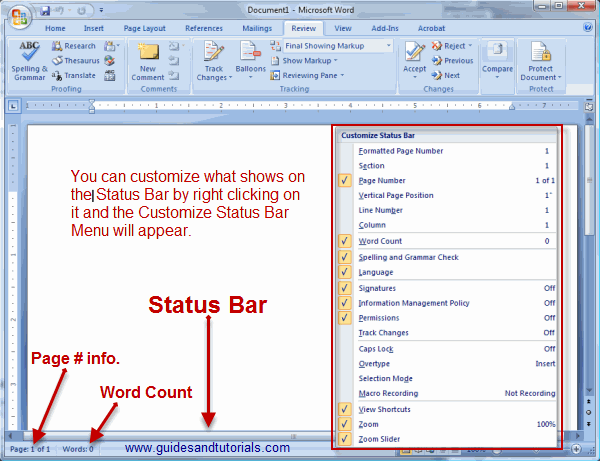 Document1 - Microsoft Word
Home Insert Page Layout References Mailings Review View Add-Ins Acrobat
ABC Research Final Showing Markup Reject
Spelling & Grammar Thesaurus New Comment Track Changes Balloons Show Markup Accept Previous Compare Protect Document
Translate Reviewing Pane Next
Proofing Comments Tracking Changes Protect
You can customize what shows on
the Status Bar by right clicking on
it and the Customize Status Bar
Menu will appear.
Status Bar
Page # info.
Word Count
Customize Status Bar
Formatted Page Number 1
Section 1
Page Number 1 of 1
Vertical Page Position 1"
Line Number 1
Column 1
Word Count 0
Spelling and Grammar Check
Language
Signatures Off
Information Management Policy Off
Permissions Off
Track Changes Off
Caps Lock Off
Overtype Insert
Selection Mode
Macro Recording Not Recording
View Shortcuts
Zoom 100%
Zoom Slider
Page: 1 of 1 Words: 0 www.guidesandtutorials.com